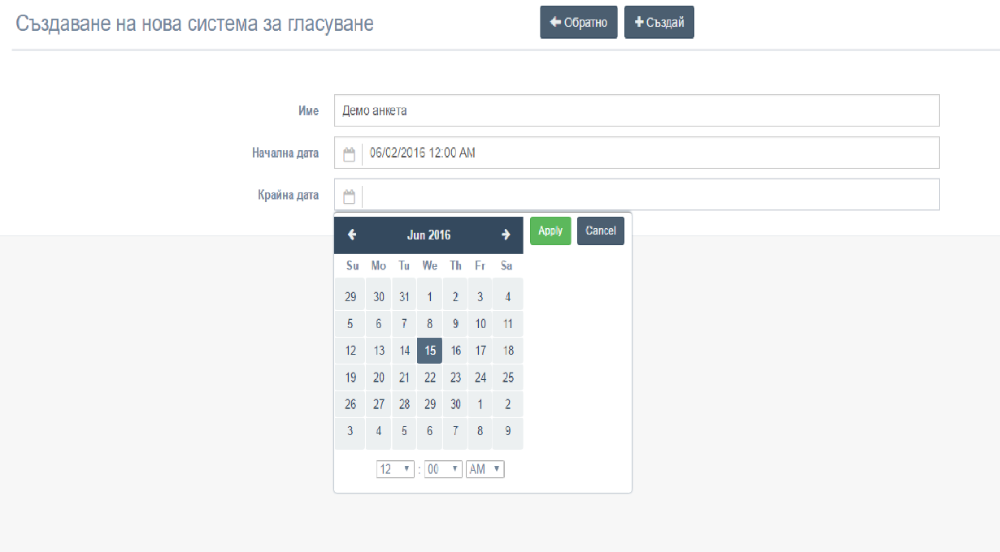 Създаване на нова система за гласуване
Обратно
Създай
Име
Демо анкета
Начална дата
06/02/2016 12:00 AM
Крайна дата
Jun 2016
Apply
Cancel
Su Mo Tu We Th Fr Sa
29 30 31 1 2 3 4
5 6 7 8 9 10 11
12 13 14 15 16 17 18
19 20 21 22 23 24 25
26 27 28 29 30 1 2
3 4 5 6 7 8 9
12 : 00 AM